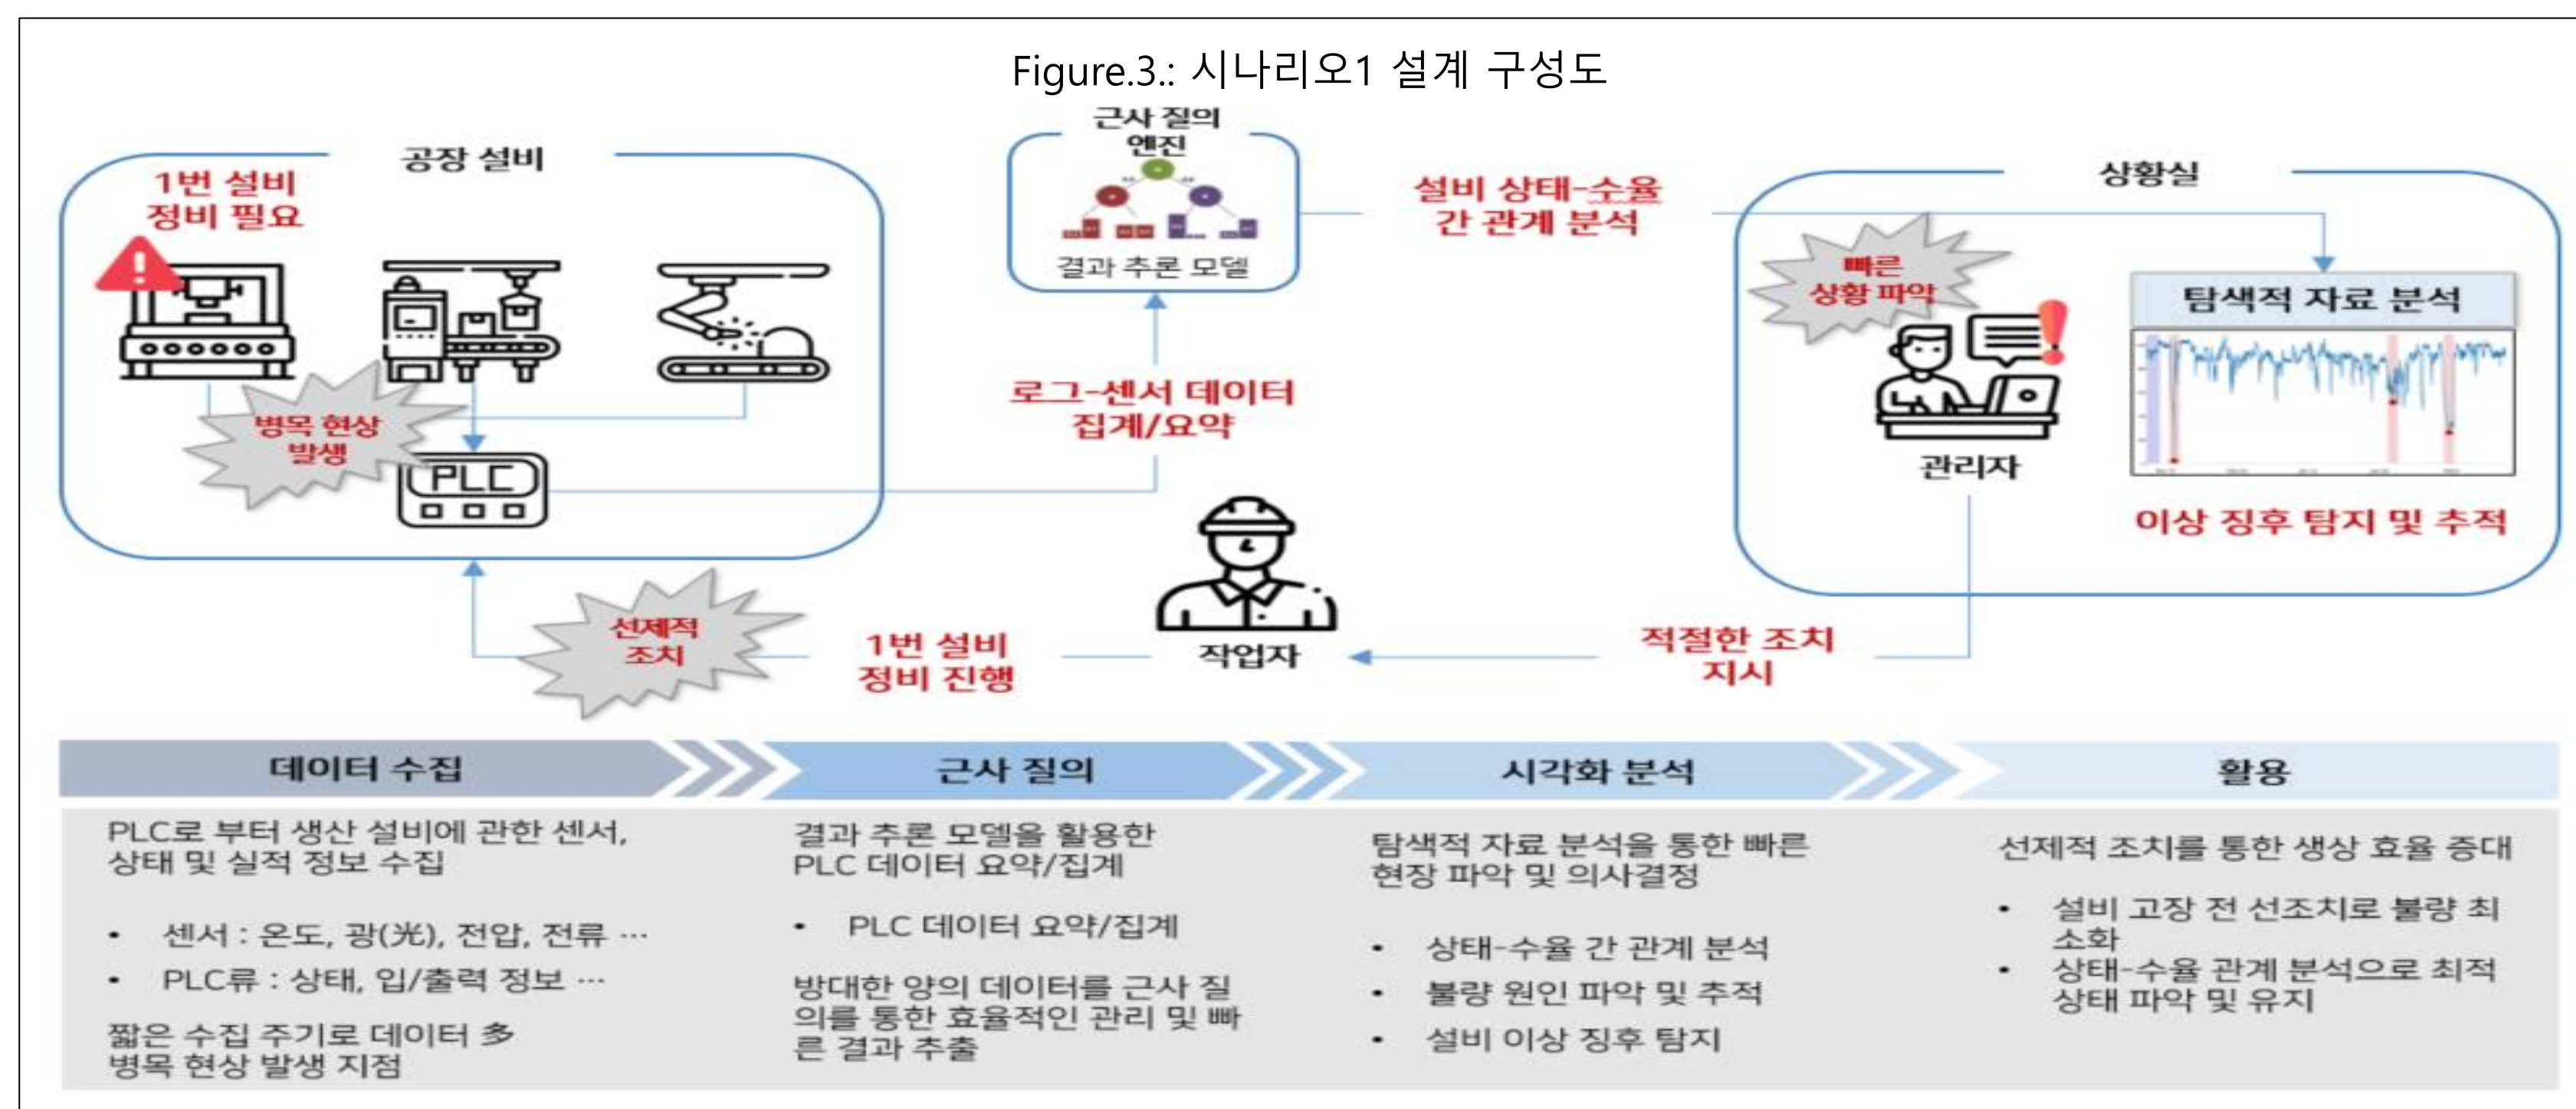 Figure.3.: 시나리오1 설계 구성도
공장 설비
1번 설비
정비 필요
병목 현상
발생
PLC
근사 질의
엔진
결과 추론 모델
로그-센서 데이터
집계/요약
설비 상태-수율
간 관계 분석
상황실
빠른
상황 파악
관리자
탐색적 자료 분석
이상 징후 탐지 및 추적
적절한 조치
지시
작업자
1번 설비
정비 진행
선제적
조치
데이터 수집
PLC로 부터 생산 설비에 관한 센서,
상태 및 실적 정보 수집
• 센서 : 온도, 광(光), 전압, 전류 ···
• PLC류 : 상태, 입/출력 정보 ···
짧은 수집 주기로 데이터 多
병목 현상 발생 지점
근사 질의
결과 추론 모델을 활용한
PLC 데이터 요약/집계
• PLC 데이터 요약/집계
방대한 양의 데이터를 근사 질
의를 통한 효율적인 관리 및 빠
른 결과 추출
시각화 분석
탐색적 자료 분석을 통한 빠른
현장 파악 및 의사결정
• 상태-수율 간 관계 분석
• 불량 원인 파악 및 추적
• 설비 이상 징후 탐지
활용
선제적 조치를 통한 생상 효율 증대
• 설비 고장 전 선조치로 불량 최
소화
• 상태-수율 관계 분석으로 최적
상태 파악 및 유지